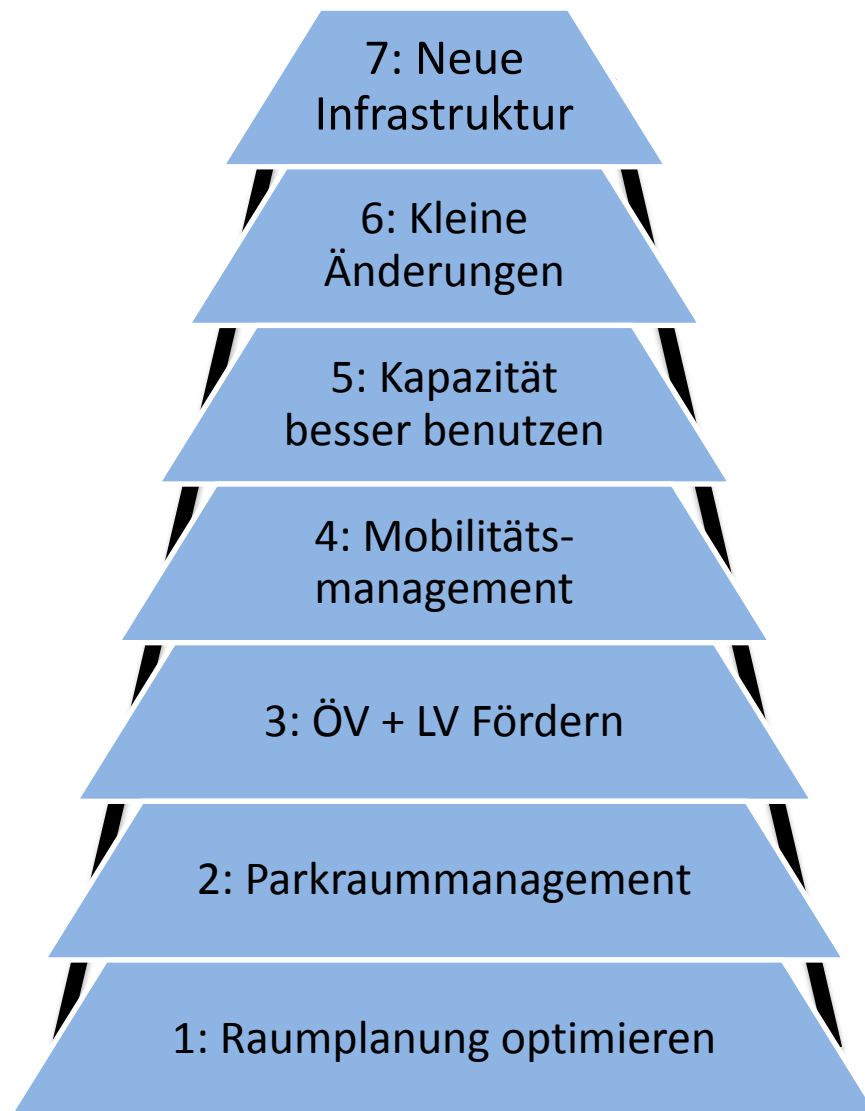 7: Neue
Infrastruktur
6: Kleine
Änderungen
5: Kapazität
besser benutzen
4: Mobilitäts-
management
3: ÖV + LV Fördern
2: Parkraummanagement
1: Raumplanung optimieren